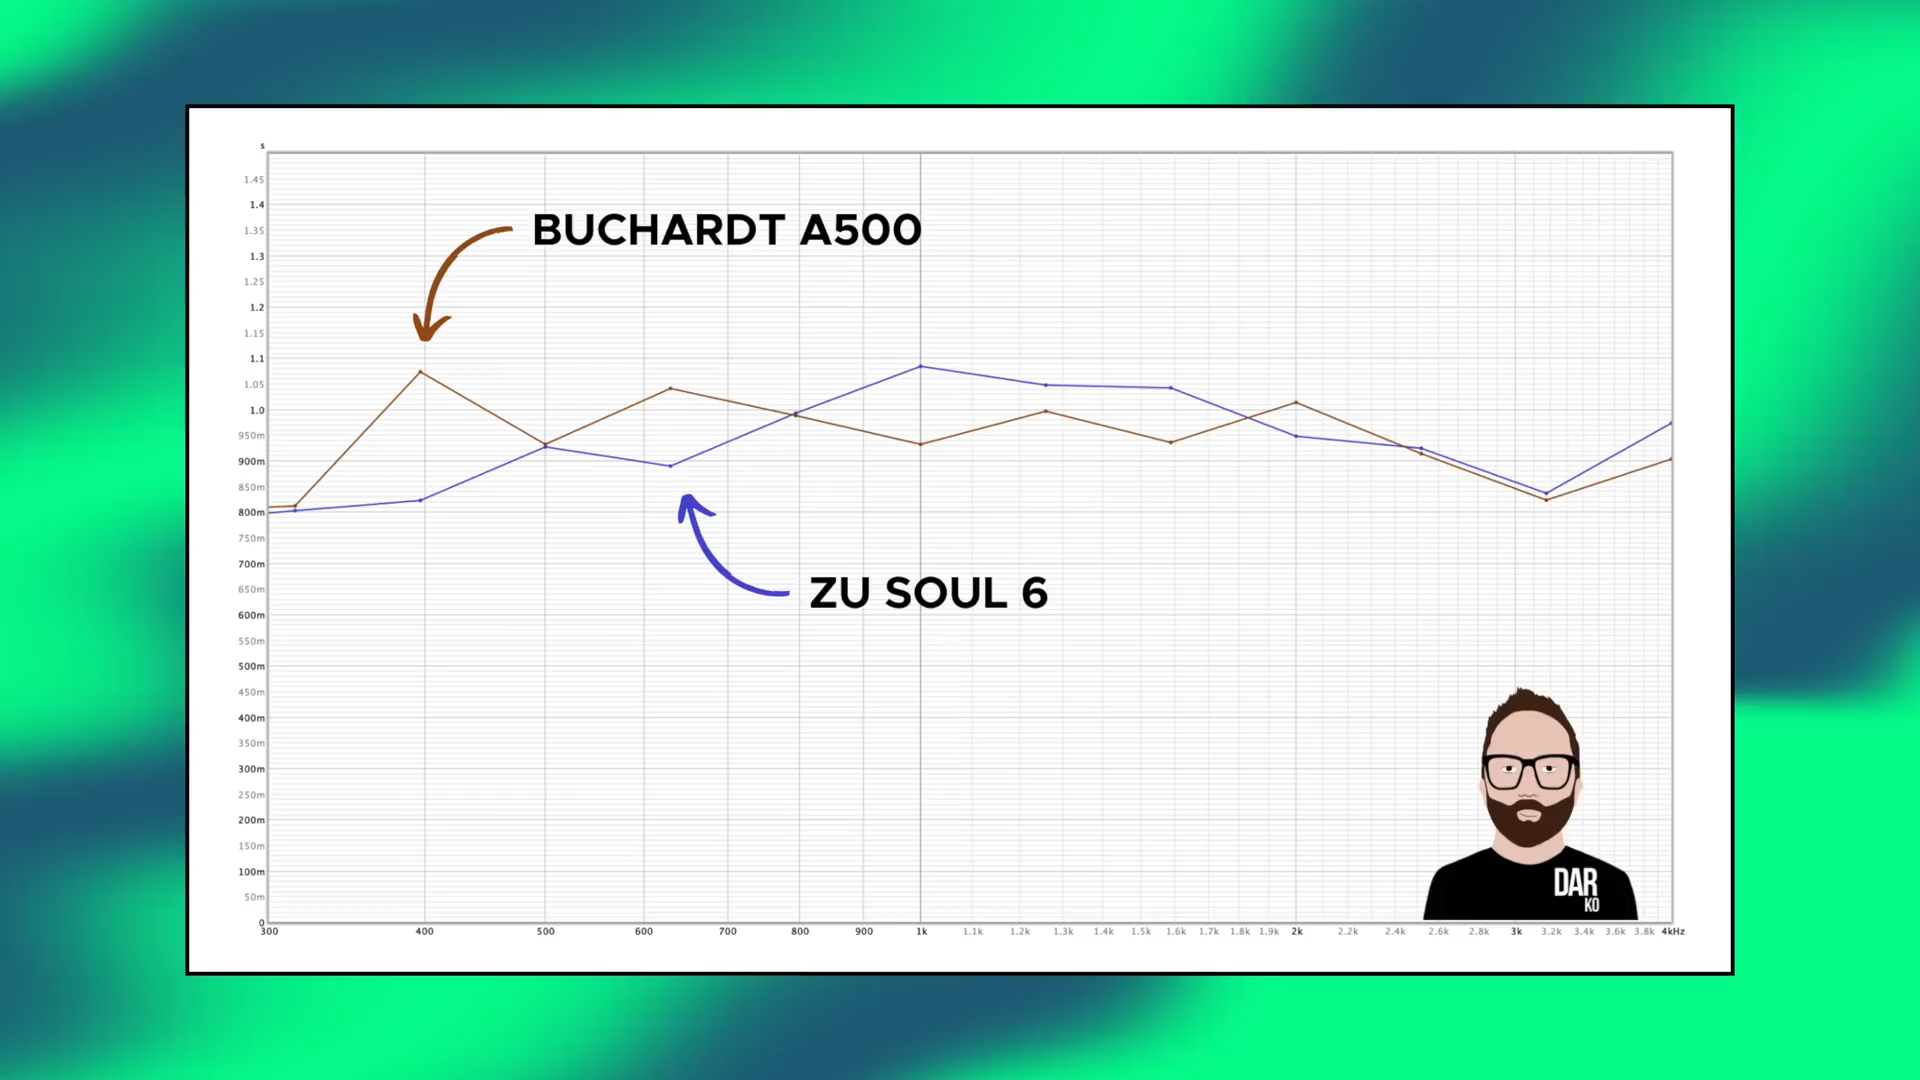 s
1.45
1.4
BUCHARDT A500
1.35
1.3
1.25
1.2
1.15
1.1
1.05
1.0
950m
900m
850m
800m
750m
700m
650m
ZU SOUL 6
600m
550m
500m
450m
400m
350m
300m
250m
200m
150m
100m
DAR
KO
50m
0
300 400 500 600 700 800 900 1k 1.1k 1.2k 1.3k 1.4k 1.5k 1.6k 1.7k 1.8k 1.9k 2k 2.2k 2.4k 2.6k 2.8k 3k 3.2k 3.4k 3.6k 3.8k 4kHz